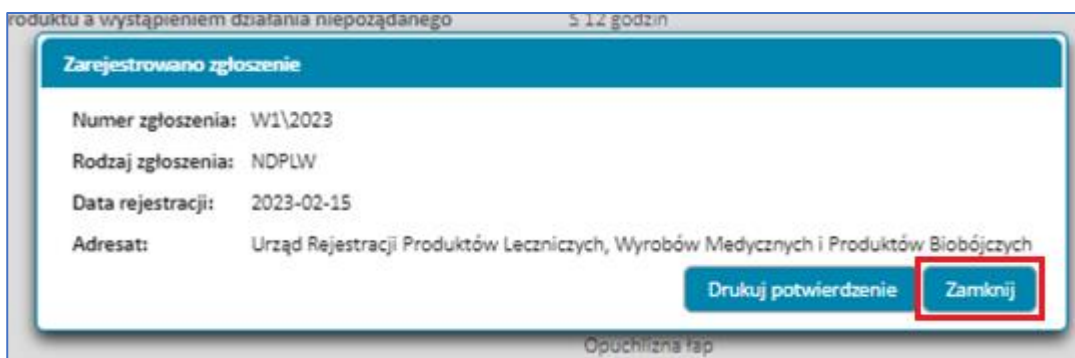 roduktu a wystąpieniem działania niepożądanego S 12 godzin
Zarejestrowano zgłoszenie
Numer zgłoszenia: W1\2023
Rodzaj zgłoszenia: NDPLW
Data rejestracji: 2023-02-15
Adresat: Urząd Rejestracji Produktów Leczniczych, Wyrobów Medycznych i Produktów Biobójczych
Drukuj potwierdzenie Zamknij
Opuchlizna łap